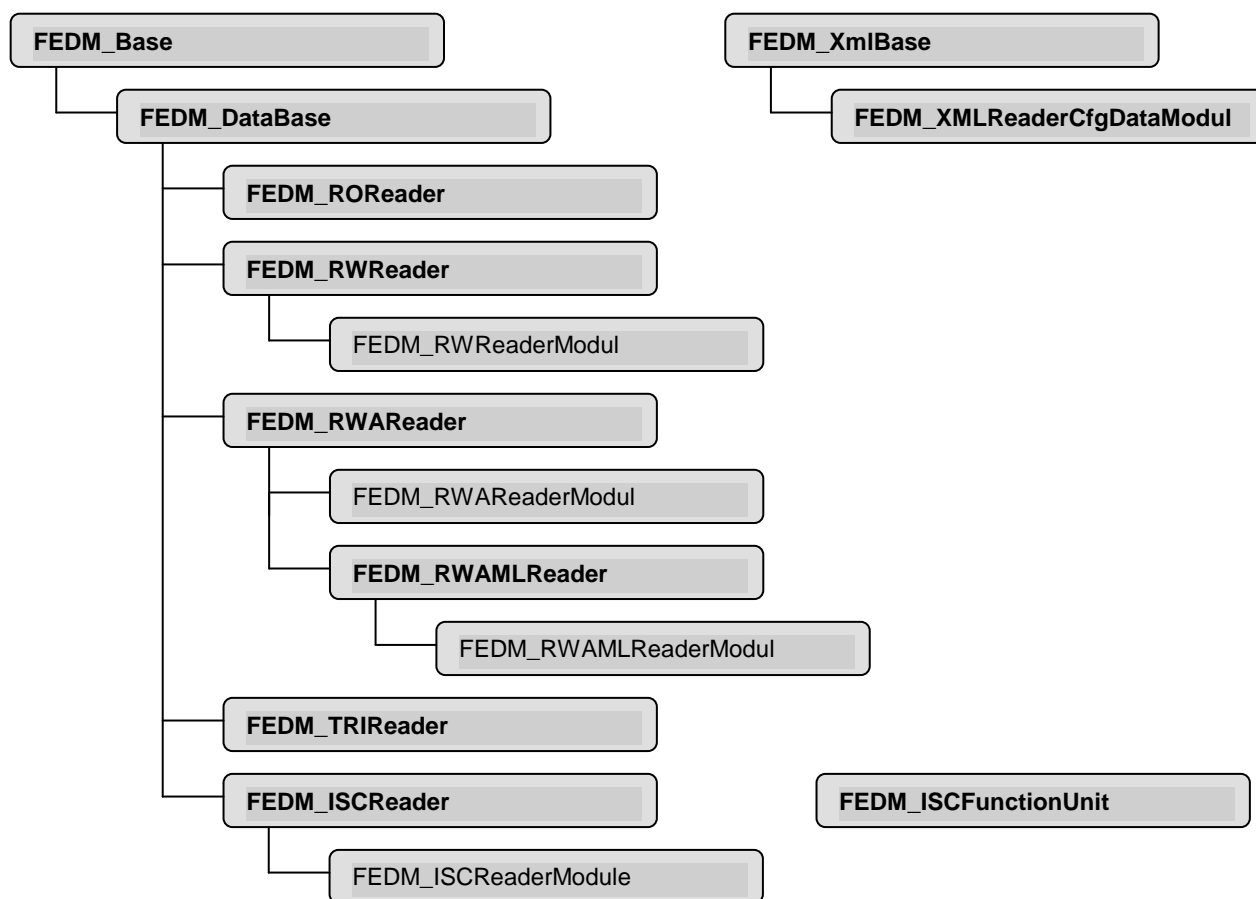 FEDM_Base
FEDM_XmlBase
FEDM_DataBase
FEDM_XMLReaderCfgDataModul
FEDM_ROReader
FEDM_RWReader
FEDM_RWReaderModul
FEDM_RWAReader
FEDM_RWAReaderModul
FEDM_RWAMLReader
FEDM_RWAMLReaderModul
FEDM_TRIReader
FEDM_ISCReader
FEDM_ISCFunctionUnit
FEDM_ISCReaderModule